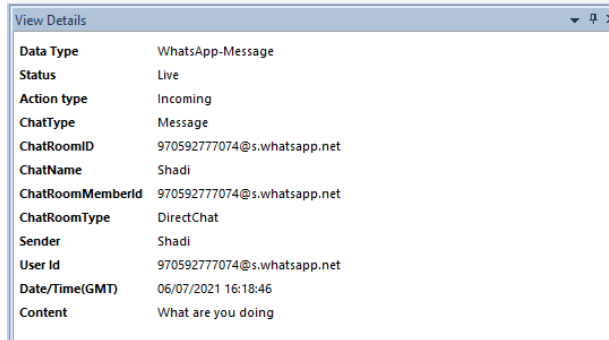 View Details
Data Type WhatsApp-Message
Status Live
Action type Incoming
ChatType Message
ChatRoomID 970592777074@s.whatsapp.net
ChatName Shadi
ChatRoomMemberId 970592777074@s.whatsapp.net
ChatRoomType DirectChat
Sender Shadi
User Id 970592777074@s.whatsapp.net
Date/Time(GMT) 06/07/2021 16:18:46
Content What are you doing